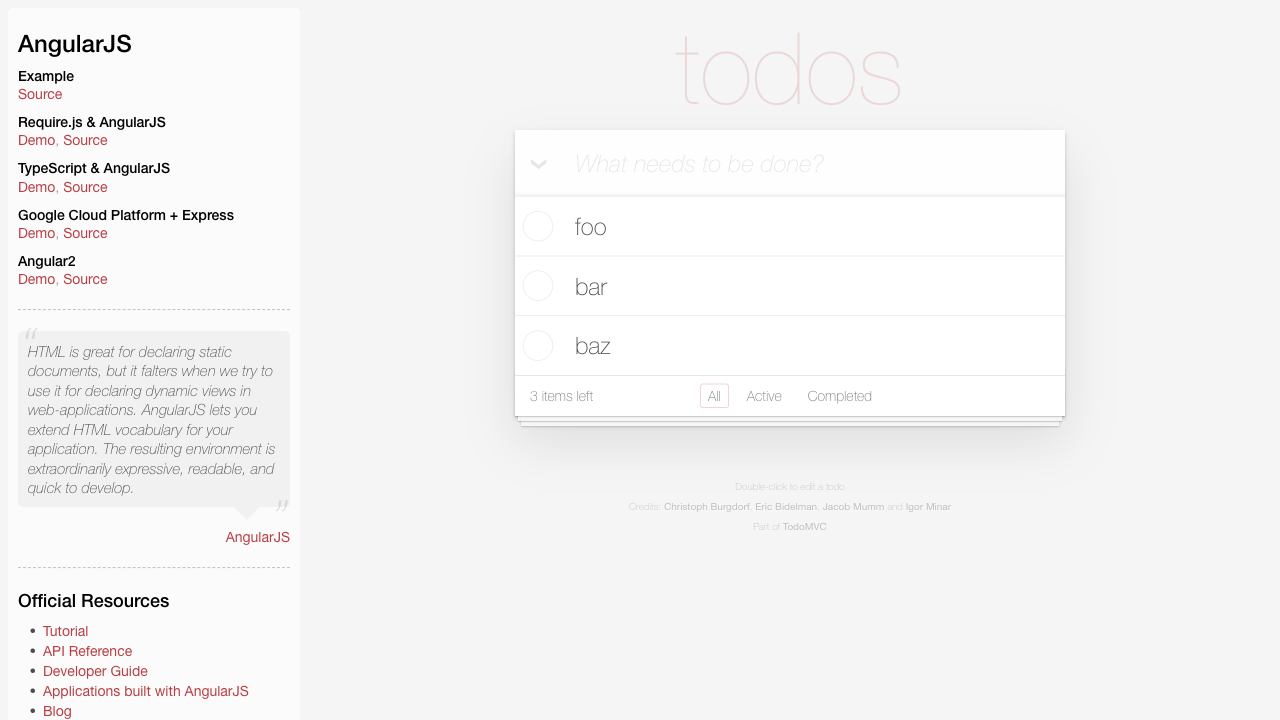 AngularJS
Example
Source
Require.js & AngularJS
Demo, Source
TypeScript & AngularJS
Demo, Source
Google Cloud Platform + Express
Demo, Source
Angular2
Demo, Source
“
HTML is great for declaring static
documents, but it falters when we try to
use it for declaring dynamic views in
web-applications. AngularJS lets you
extend HTML vocabulary for your
application. The resulting environment is
extraordinarily expressive, readable, and
quick to develop.
”
AngularJS
Official Resources
• Tutorial
• API Reference
• Developer Guide
• Applications built with AngularJS
• Blog
todos
What needs to be done?
foo
bar
baz
3 items left All Active Completed
Double-click to edit a todo
Credits: Christoph Burgdorf, Eric Bidelman, Jacob Mumm and Igor Minar
Part of TodoMVC